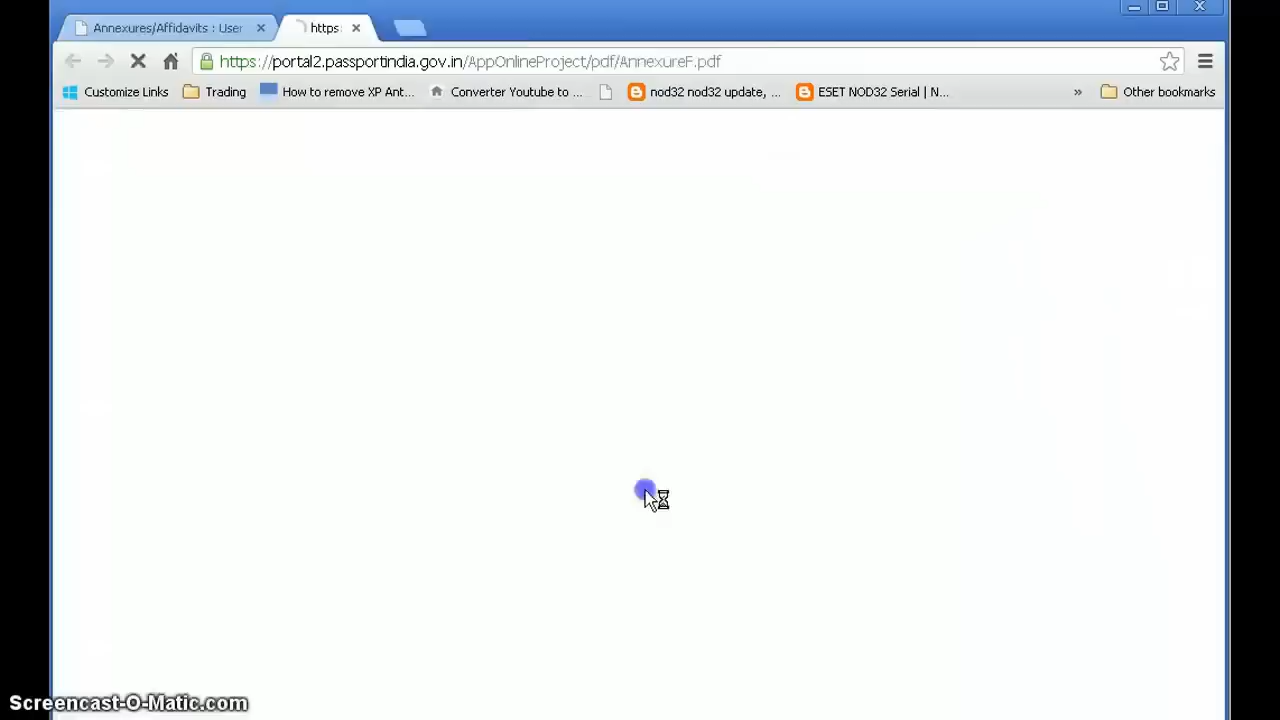 Annexures/Affidavits : User
https:
https://portal2.passportindia.gov.in/AppOnlineProject/pdf/AnnexureF.pdf
Customize Links Trading How to remove XP Ant... Converter Youtube to ... nod32 nod32 update, ... ESET NOD32 Serial | N... » Other bookmarks
Screencast-O-Matic.com